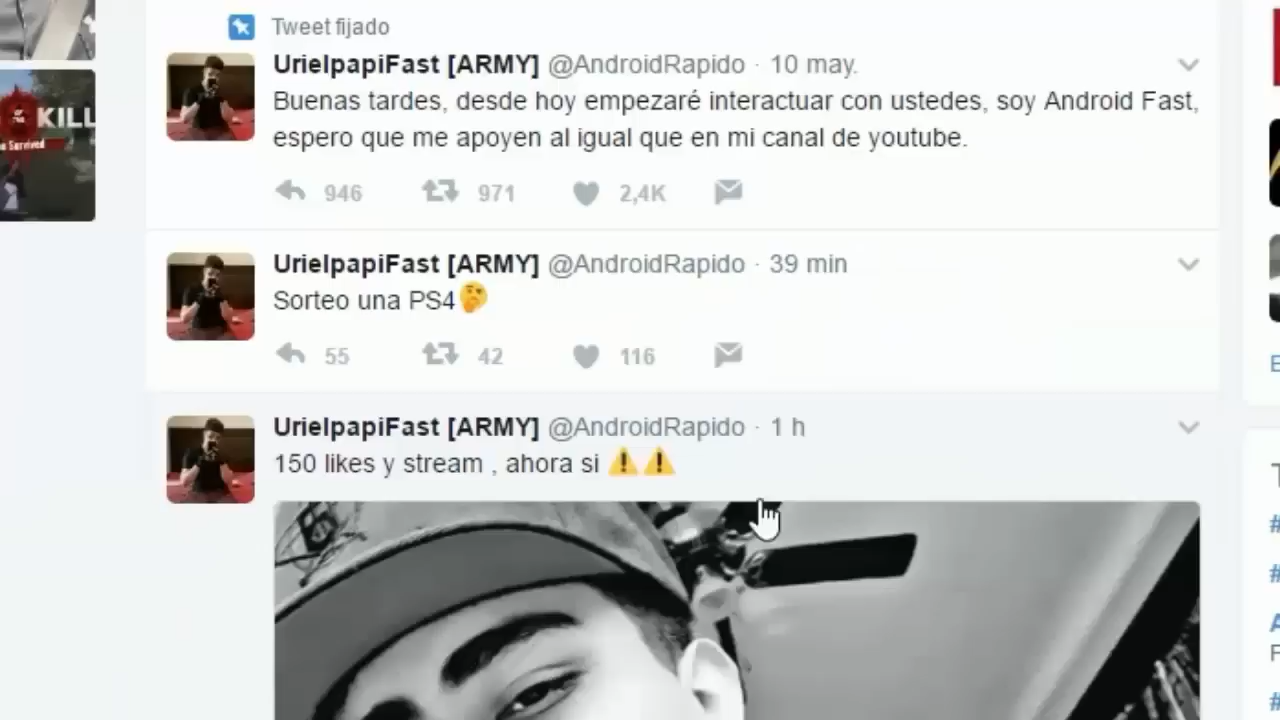 Tweet fijado
UrielpapiFast [ARMY] @AndroidRapido · 10 may.
Buenas tardes, desde hoy empezaré interactuar con ustedes, soy Android Fast,
espero que me apoyen al igual que en mi canal de youtube.
946 971 2,4K
KILL
Survived
UrielpapiFast [ARMY] @AndroidRapido · 39 min
Sorteo una PS4🤔
55 42 116
UrielpapiFast [ARMY] @AndroidRapido · 1 h
150 likes y stream , ahora si ⚠️⚠️